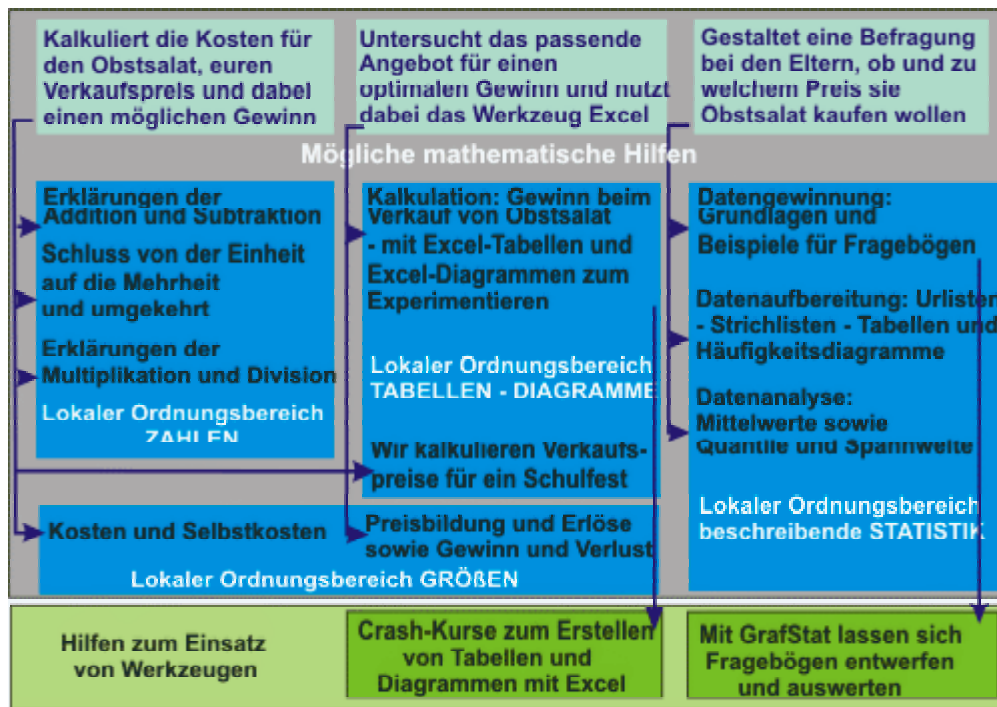 Kalkuliert die Kosten für
den Obstsalat, euren
Verkaufspreis und dabei
einen möglichen Gewinn
Untersucht das passende
Angebot für einen
optimalen Gewinn und nutzt
dabei das Werkzeug Excel
Gestaltet eine Befragung
bei den Eltern, ob und zu
welchem Preis sie
Obstsalat kaufen wollen
Mögliche mathematische Hilfen
Erklärungen der
Addition und Subtraktion
Schluss von der Einheit
auf die Mehrheit
und umgekehrt
Erklärungen der
Multiplikation und Division
Lokaler Ordnungsbereich
ZAHLEN
Kalkulation: Gewinn beim
Verkauf von Obstsalat
- mit Excel-Tabellen und
Excel-Diagrammen zum
Experimentieren
Lokaler Ordnungsbereich
TABELLEN - DIAGRAMME
Wir kalkulieren Verkaufs-
preise für ein Schulfest
Datengewinnung:
Grundlagen und
Beispiele für Fragebögen
Datenaufbereitung: Urlisten
- Strichlisten - Tabellen und
Häufigkeitsdiagramme
Datenanalyse:
Mittelwerte sowie
Quantile und Spannweite
Lokaler Ordnungsbereich
beschreibende STATISTIK
Kosten und Selbstkosten
Preisbildung und Erlöse
sowie Gewinn und Verlust
Lokaler Ordnungsbereich GRÖßEN
Hilfen zum Einsatz
von Werkzeugen
Crash-Kurse zum Erstellen
von Tabellen und
Diagrammen mit Excel
Mit GrafStat lassen sich
Fragebögen entwerfen
und auswerten